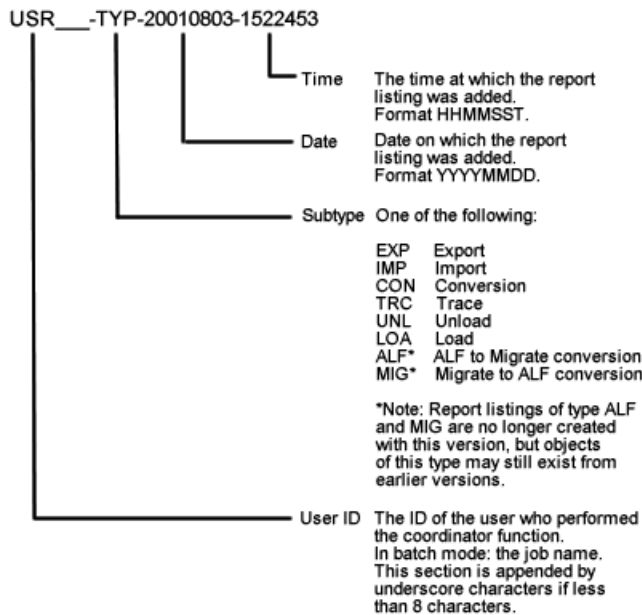 USR___-TYP-20010803-1522453
Time The time at which the report
listing was added.
Format HHMMSST.
Date Date on which the report
listing was added.
Format YYYYMMDD.
Subtype One of the following:
EXP Export
IMP Import
CON Conversion
TRC Trace
UNL Unload
LOA Load
ALF* ALF to Migrate conversion
MIG* Migrate to ALF conversion
*Note: Report listings of type ALF
and MIG are no longer created
with this version, but objects
of this type may still exist from
earlier versions.
User ID The ID of the user who performed
the coordinator function.
In batch mode: the job name.
This section is appended by
underscore characters if less
than 8 characters.